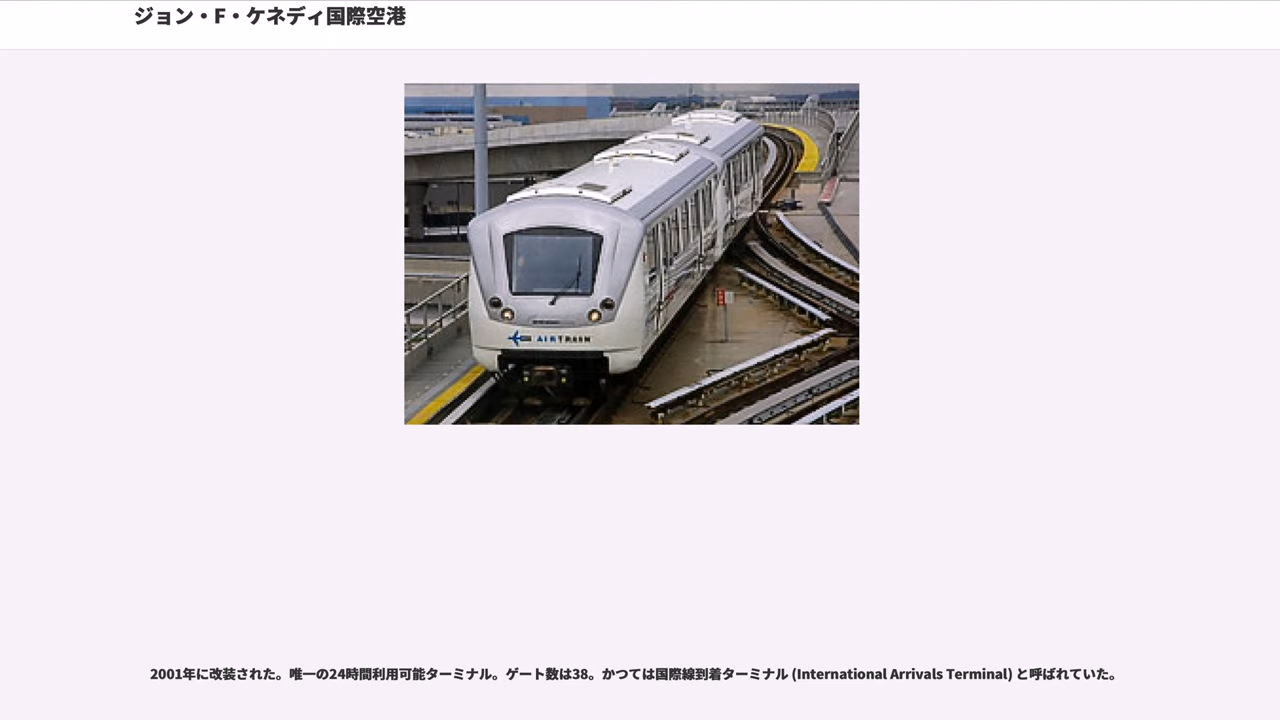 ジョン・F・ケネディ国際空港
AIRTRAIN
2001年に改装された。唯一の24時間利用可能ターミナル。ゲート数は38。かつては国際線到着ターミナル (International Arrivals Terminal) と呼ばれていた。